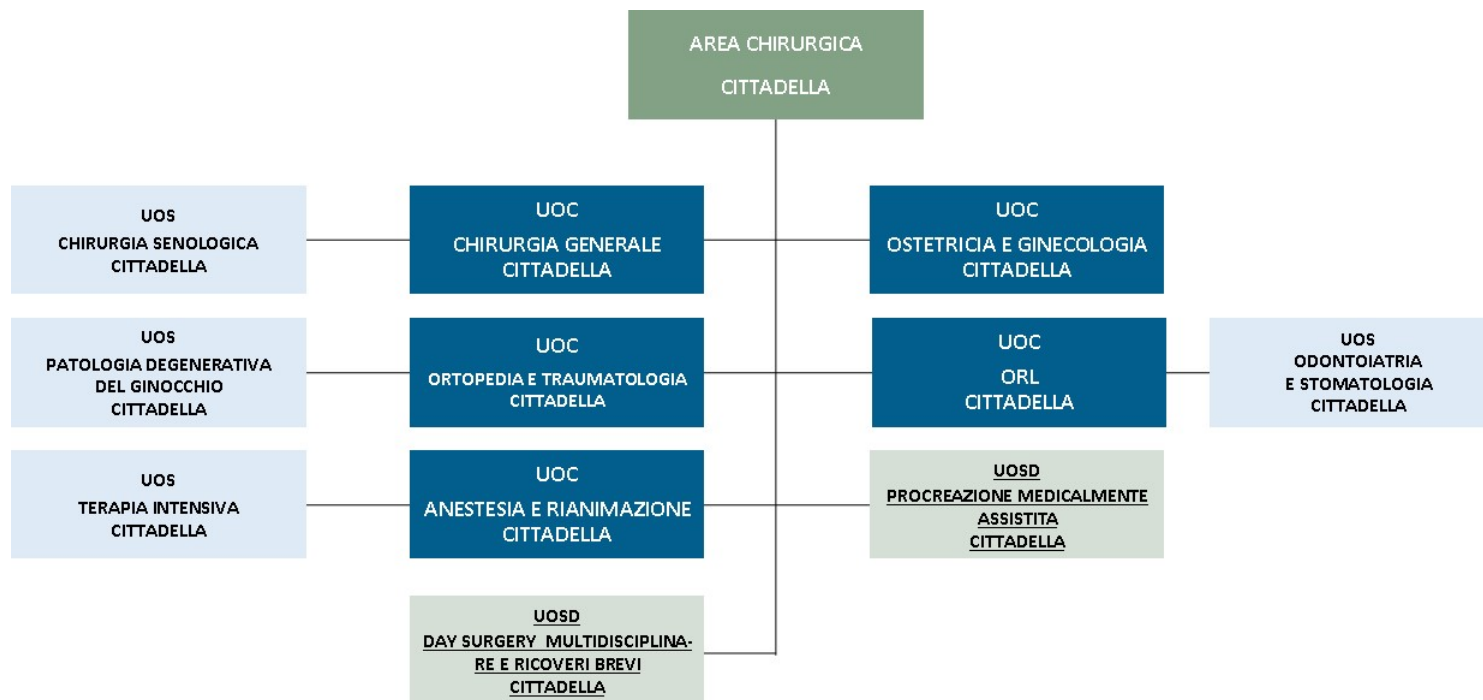 AREA CHIRURGICA
CITTADELLA
UOS
CHIRURGIA SENOLOGICA
CITTADELLA
UOC
CHIRURGIA GENERALE
CITTADELLA
UOC
OSTETRICIA E GINECOLOGIA
CITTADELLA
UOS
PATOLOGIA DEGENERATIVA
DEL GINOCCHIO
CITTADELLA
UOC
ORTOPEDIA E TRAUMATOLOGIA
CITTADELLA
UOC
ORL
CITTADELLA
UOS
ODONTOIATRIA
E STOMATOLOGIA
CITTADELLA
UOS
TERAPIA INTENSIVA
CITTADELLA
UOC
ANESTESIA E RIANIMAZIONE
CITTADELLA
UOSD
PROCREAZIONE MEDICALMENTE
ASSISTITA
CITTADELLA
UOSD
DAY SURGERY MULTIDISCIPLINA-
RE E RICOVERI BREVI
CITTADELLA